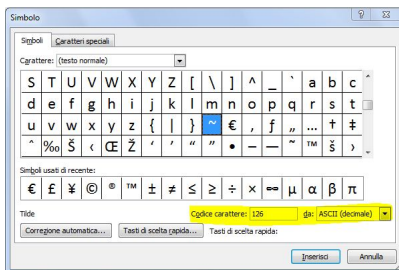 Simbolo
Simboli Caratteri speciali
Carattere: (testo normale)
S T U V W X Y Z [ \ ] ^ _ ` a b c
d e f g h i j k l m n o p q r s t
u v w x y z { | } ~ € ‚ ƒ „ … † ‡
ˆ ‰ Š ‹ Œ Ž ‘ ’ “ ” • – — ˜ ™ š ›
Simboli usati di recente:
€ £ ¥ © ® ™ ± ≠ ≤ ≥ ÷ × ∞ µ α β π
Tilde
Codice carattere: 126 da: ASCII (decimale)
Correzione automatica... Tasti di scelta rapida... Tasti di scelta rapida:
Inserisci Annulla